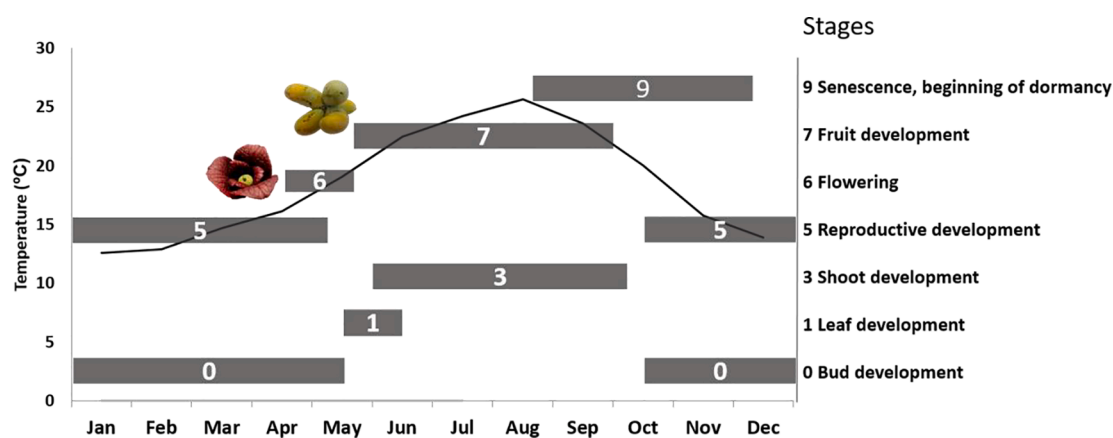 Stages
30
25
20
15
10
5
0
Temperature (°C)
9
7
6
5
5
3
1
0
0
9 Senescence, beginning of dormancy
7 Fruit development
6 Flowering
5 Reproductive development
3 Shoot development
1 Leaf development
0 Bud development
Jan Feb Mar Apr May Jun Jul Aug Sep Oct Nov Dec